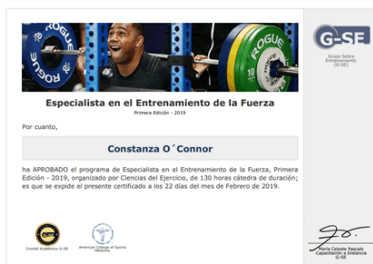 G-SE
Grupo Sobre
Entrenamiento
(G-SE)
ROGUE
ROGUE
ROGUE
Especialista en el Entrenamiento de la Fuerza
Primera Edición - 2019
Por cuanto,
Constanza O´Connor
ha APROBADO el programa de Especialista en el Entrenamiento de la Fuerza, Primera
Edición - 2019, organizado por Ciencias del Ejercicio, de 130 horas cátedra de duración;
es que se expide el presente certificado a los 22 días del mes de Febrero de 2019.
Comité Académico G-SE
American College of Sports
Medicine
María Celeste Pascale
Capacitación a Distancia
G-SE